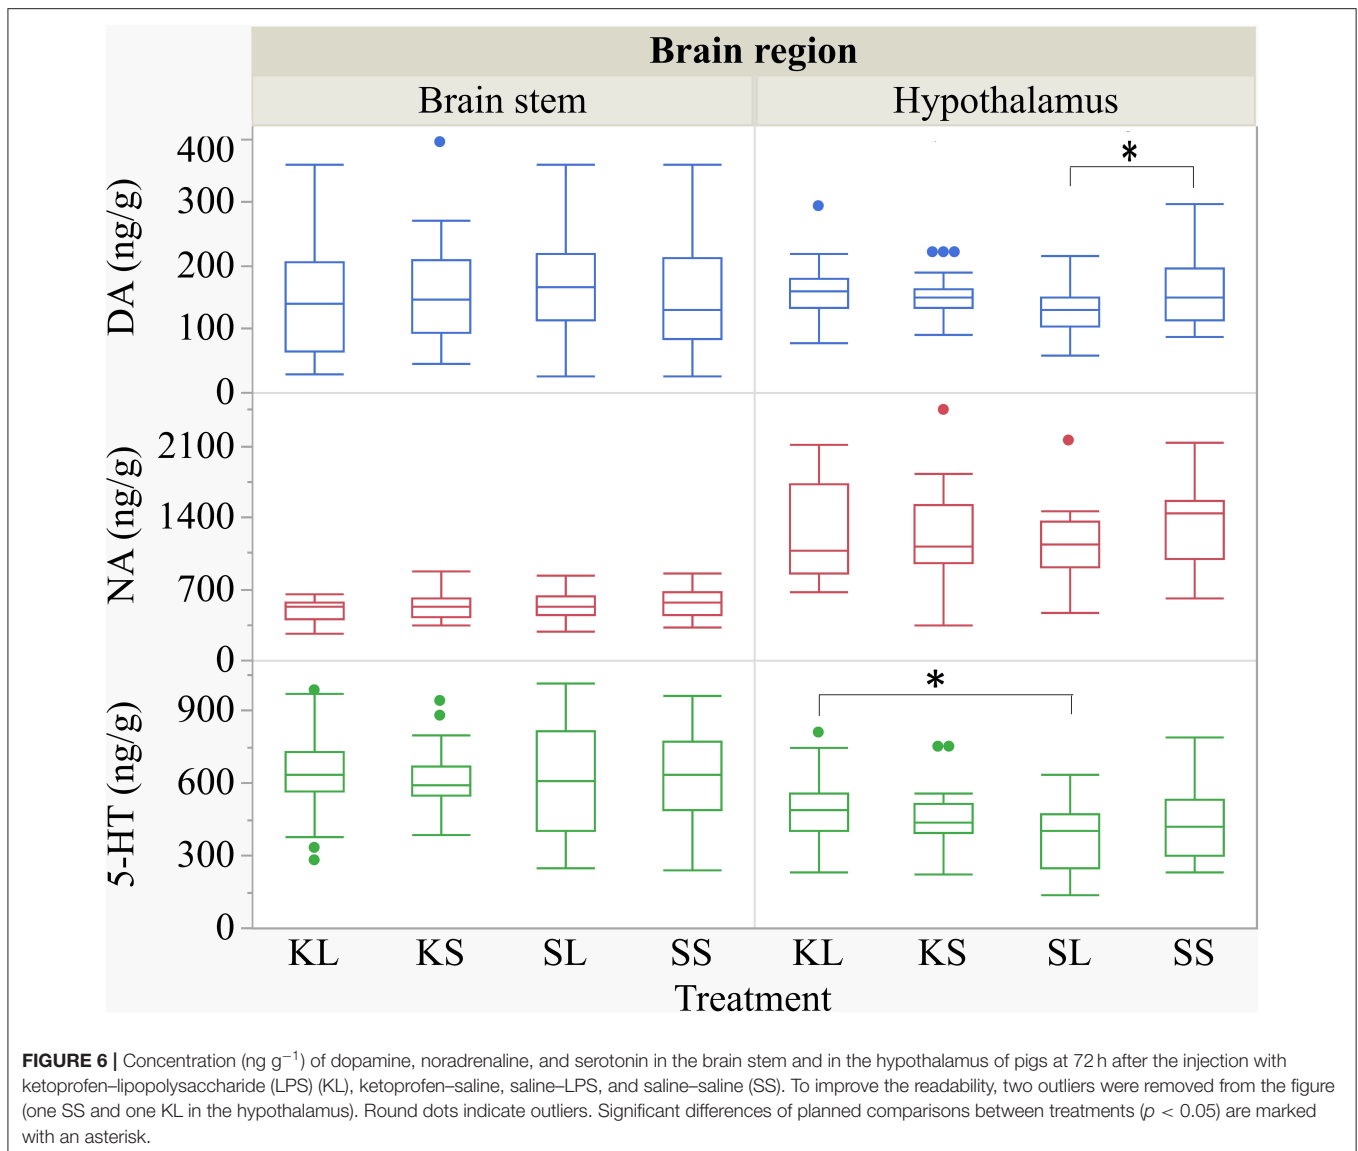 Brain region
Brain stem Hypothalamus
DA (ng/g)
400
300
200
100
0
*
NA (ng/g)
2100
1400
700
0
5-HT (ng/g)
900
600
300
0
*
KL KS SL SS KL KS SL SS
Treatment
FIGURE 6 | Concentration (ng g−1) of dopamine, noradrenaline, and serotonin in the brain stem and in the hypothalamus of pigs at 72 h after the injection with
ketoprofen–lipopolysaccharide (LPS) (KL), ketoprofen–saline, saline–LPS, and saline–saline (SS). To improve the readability, two outliers were removed from the figure
(one SS and one KL in the hypothalamus). Round dots indicate outliers. Significant differences of planned comparisons between treatments (p < 0.05) are marked
with an asterisk.